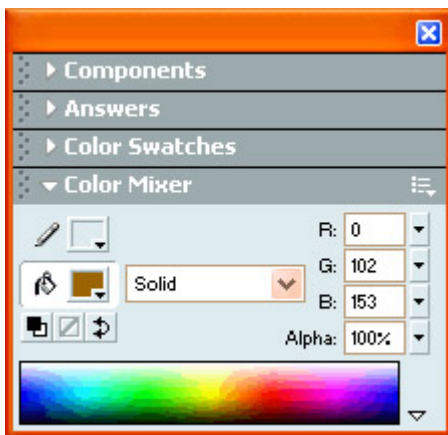 Components
Answers
Color Swatches
Color Mixer
R: 0
G: 102
Solid
B: 153
Alpha: 100%